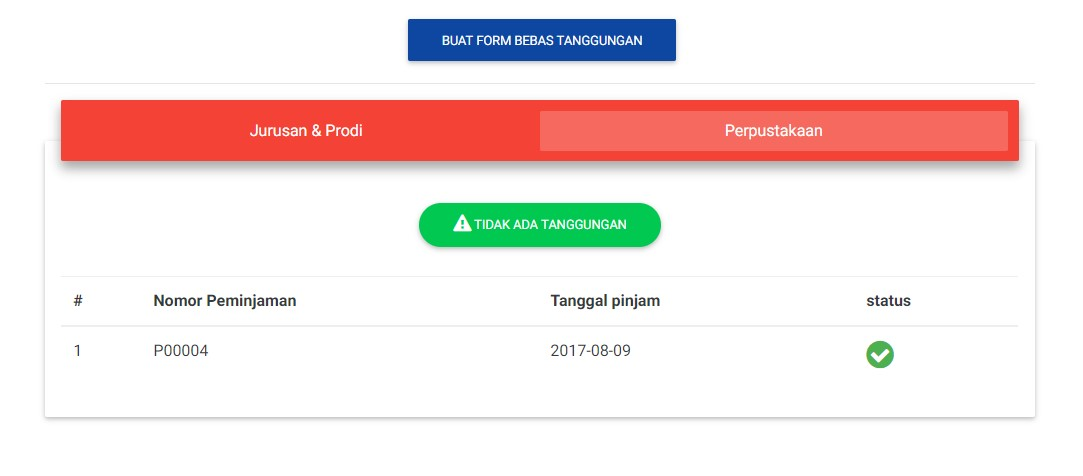 BUAT FORM BEBAS TANGGUNGAN
Jurusan & Prodi Perpustakaan
TIDAK ADA TANGGUNGAN
# Nomor Peminjaman Tanggal pinjam status
1 P00004 2017-08-09